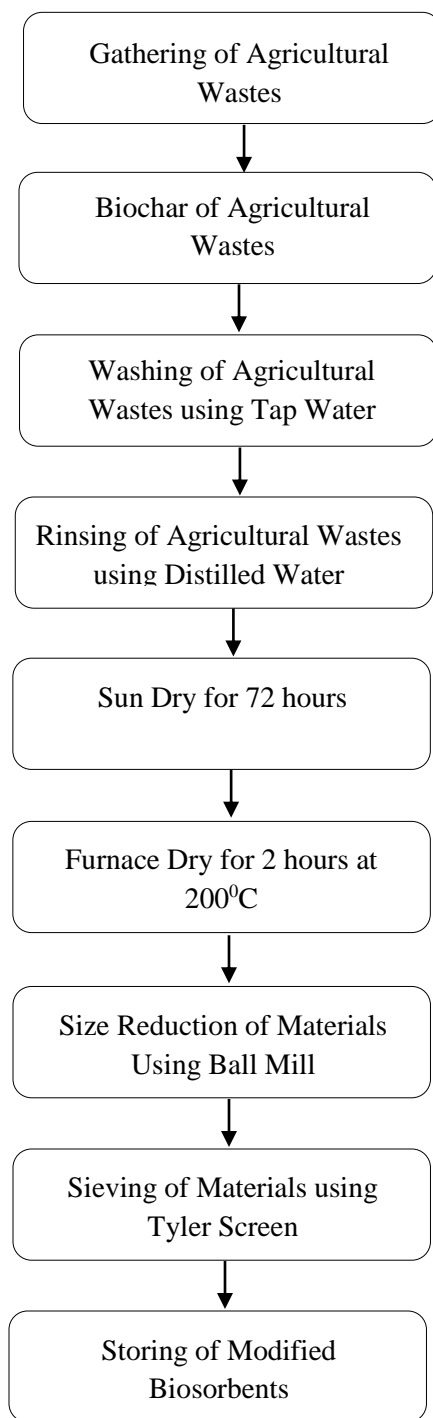 Gathering of Agricultural
Wastes
Biochar of Agricultural
Wastes
Washing of Agricultural
Wastes using Tap Water
Rinsing of Agricultural Wastes
using Distilled Water
Sun Dry for 72 hours
Furnace Dry for 2 hours at
200⁰C
Size Reduction of Materials
Using Ball Mill
Sieving of Materials using
Tyler Screen
Storing of Modified
Biosorbents